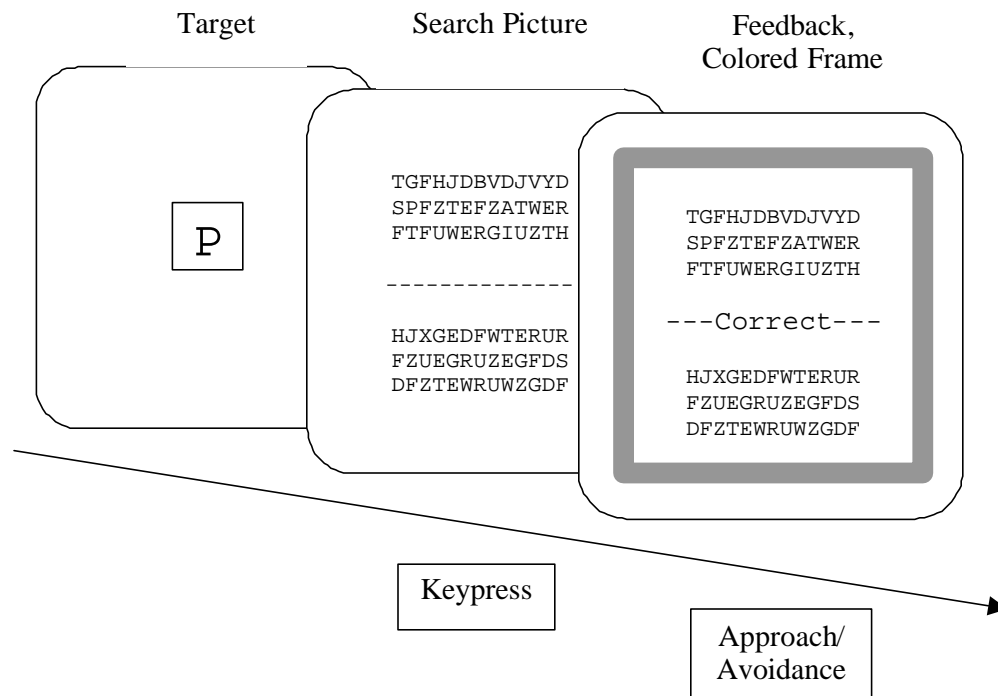 Target
Search Picture
Feedback,
Colored Frame
P
TGFHJDBVDJVYD
SPFZTEFZATWER
FTFUWERGIUZTH
--------------
HJXGEDFWTERUR
FZUEGRUZEGFDS
DFZTEWRUWZGDF
TGFHJDBVDJVYD
SPFZTEFZATWER
FTFUWERGIUZTH
---Correct---
HJXGEDFWTERUR
FZUEGRUZEGFDS
DFZTEWRUWZGDF
Keypress
Approach/
Avoidance